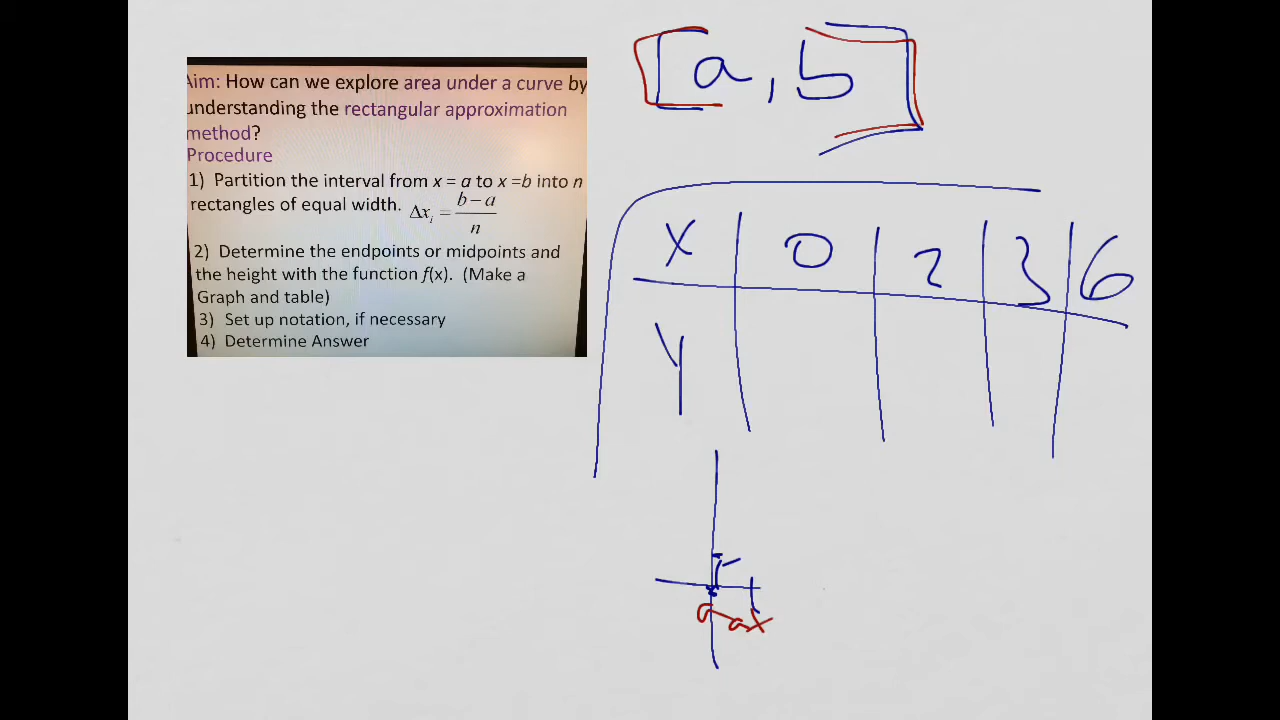 Aim: How can we explore area under a curve by
understanding the rectangular approximation
method?
Procedure
1) Partition the interval from x = a to x =b into n
rectangles of equal width. Δxᵢ = b − a / n
2) Determine the endpoints or midpoints and
the height with the function f(x). (Make a
Graph and table)
3) Set up notation, if necessary
4) Determine Answer
[a, b]
x 0 2 3 6
y